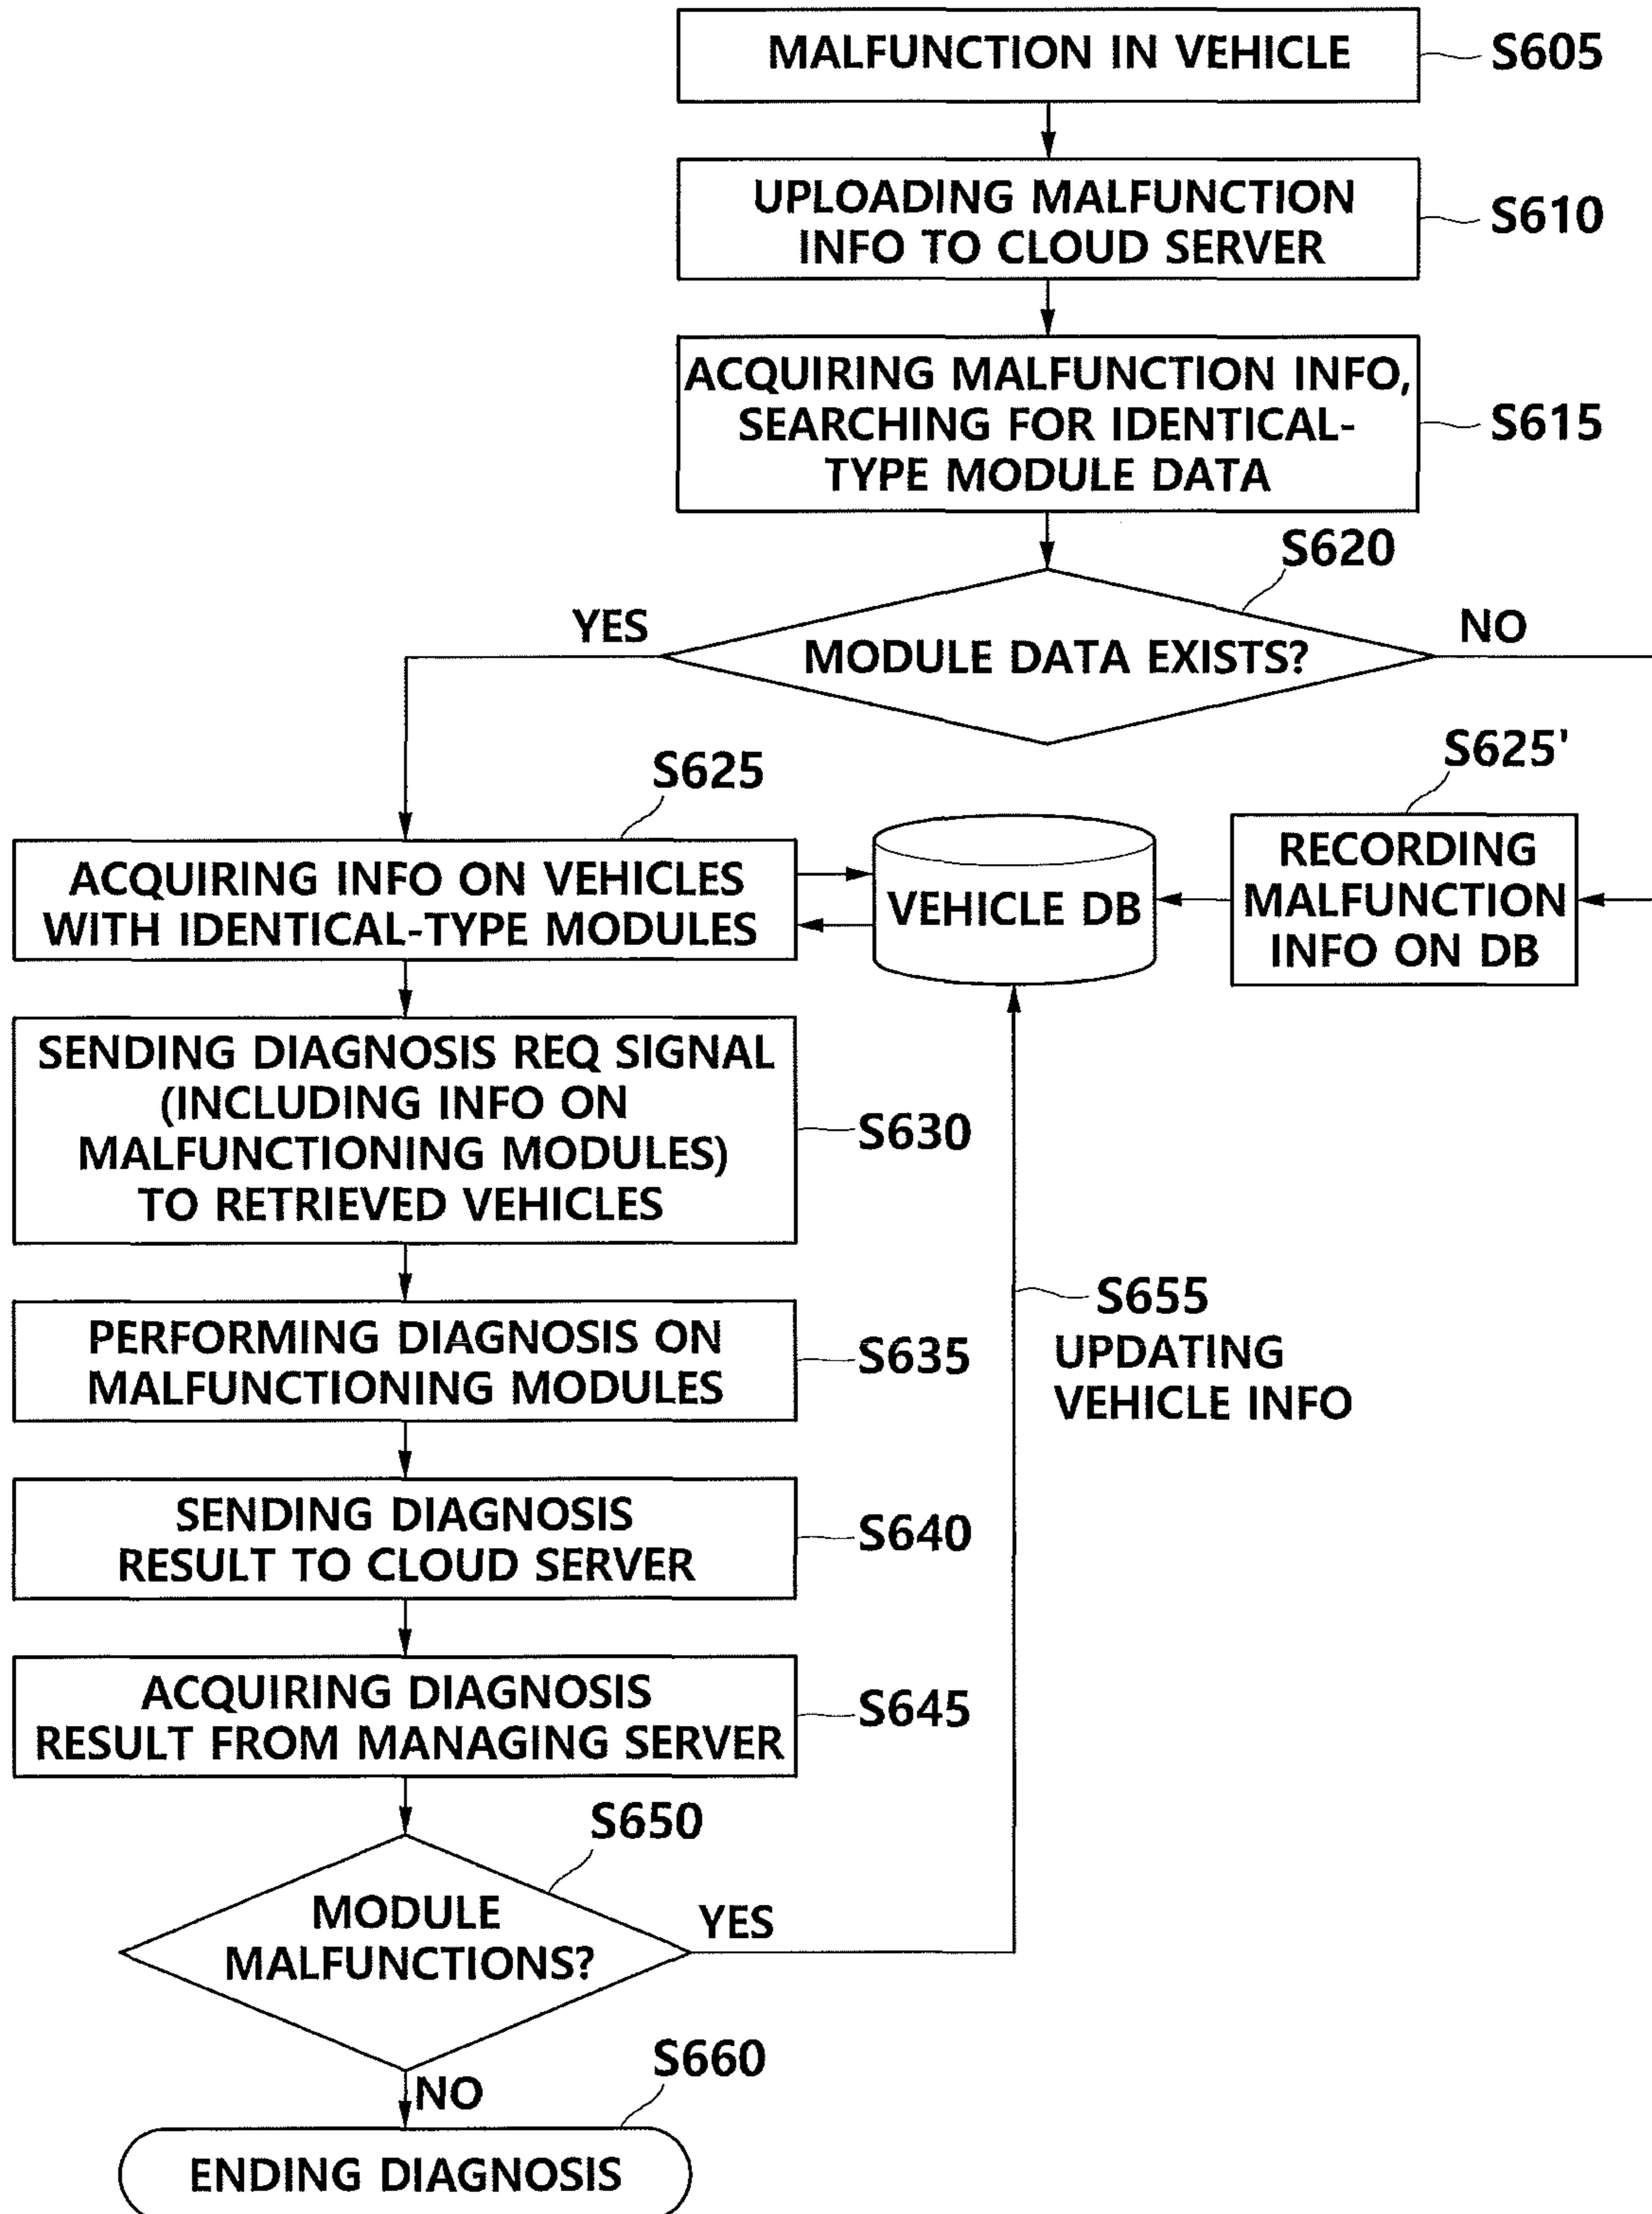 MALFUNCTION IN VEHICLE
S605
UPLOADING MALFUNCTION
INFO TO CLOUD SERVER
S610
ACQUIRING MALFUNCTION INFO,
SEARCHING FOR IDENTICAL-
TYPE MODULE DATA
S615
S620
YES
MODULE DATA EXISTS?
NO
S625
ACQUIRING INFO ON VEHICLES
WITH IDENTICAL-TYPE MODULES
VEHICLE DB
S625'
RECORDING
MALFUNCTION
INFO ON DB
SENDING DIAGNOSIS REQ SIGNAL
(INCLUDING INFO ON
MALFUNCTIONING MODULES)
TO RETRIEVED VEHICLES
S630
PERFORMING DIAGNOSIS ON
MALFUNCTIONING MODULES
S635
S655
UPDATING
VEHICLE INFO
SENDING DIAGNOSIS
RESULT TO CLOUD SERVER
S640
ACQUIRING DIAGNOSIS
RESULT FROM MANAGING SERVER
S645
S650
MODULE
MALFUNCTIONS?
YES
NO
S660
ENDING DIAGNOSIS